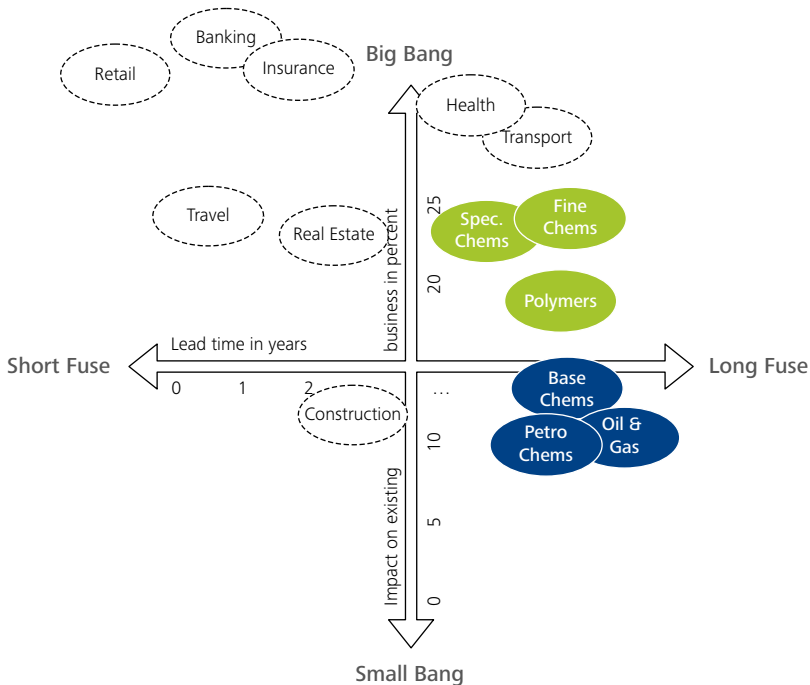 Banking
Retail
Insurance
Big Bang
Health
Transport
Travel
Real Estate
business in percent
25
20
Spec.
Chems
Fine
Chems
Polymers
Lead time in years
Short Fuse
Long Fuse
0 1 2 ...
Construction
Base
Chems
Petro
Chems
Oil &
Gas
Impact on existing
10
5
0
Small Bang